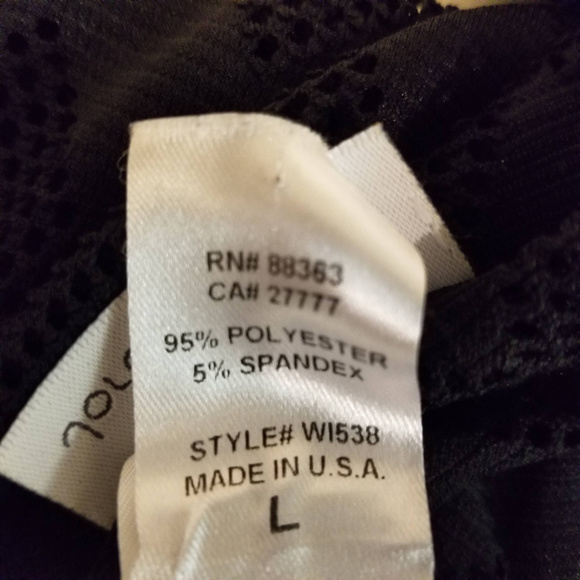 RN# 88363
CA# 27777
95% POLYESTER
5% SPANDEX
STYLE# WI538
MADE IN U.S.A.
L